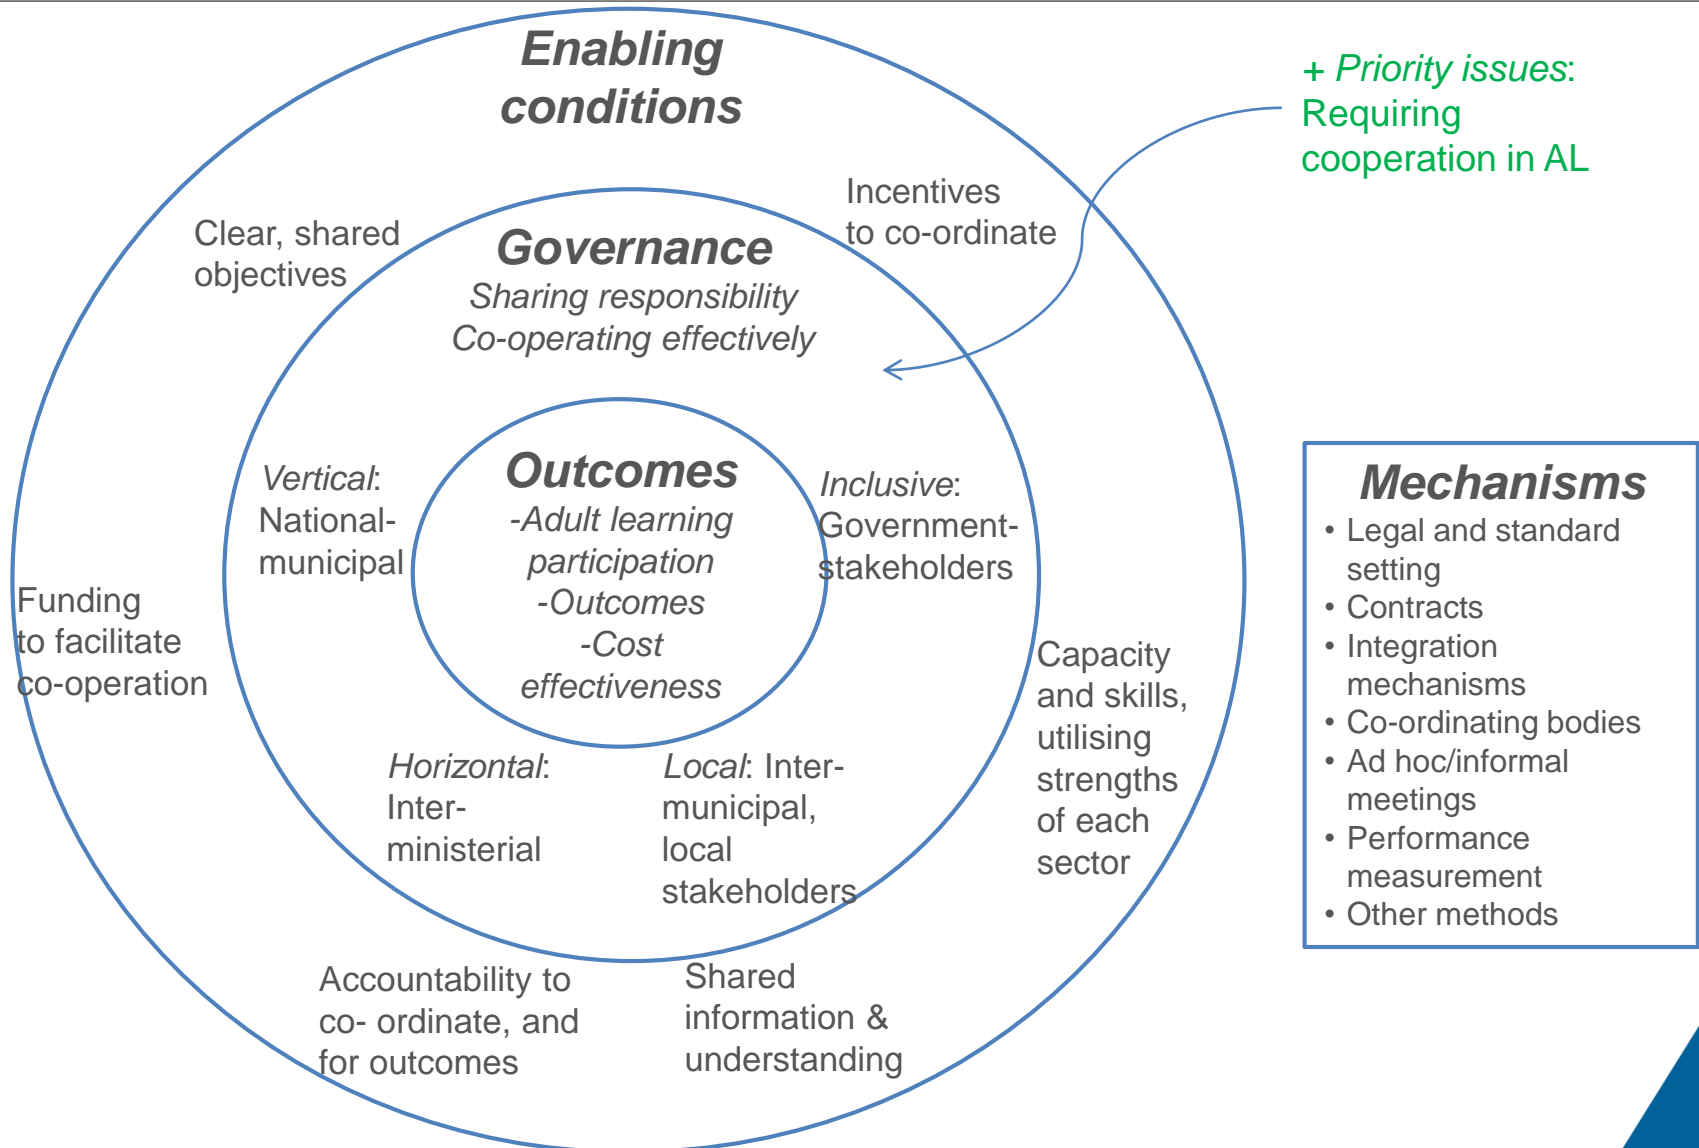 Enabling
conditions
+ Priority issues:
Requiring
cooperation in AL
Clear, shared
objectives
Incentives
to co-ordinate
Governance
Sharing responsibility
Co-operating effectively
Vertical:
National-
municipal
Outcomes
-Adult learning
participation
-Outcomes
-Cost
effectiveness
Inclusive:
Government-
stakeholders
Funding
to facilitate
co-operation
Capacity
and skills,
utilising
strengths
of each
sector
Horizontal:
Inter-
ministerial
Local: Inter-
municipal,
local
stakeholders
Accountability to
co- ordinate, and
for outcomes
Shared
information &
understanding
Mechanisms
• Legal and standard
setting
• Contracts
• Integration
mechanisms
• Co-ordinating bodies
• Ad hoc/informal
meetings
• Performance
measurement
• Other methods